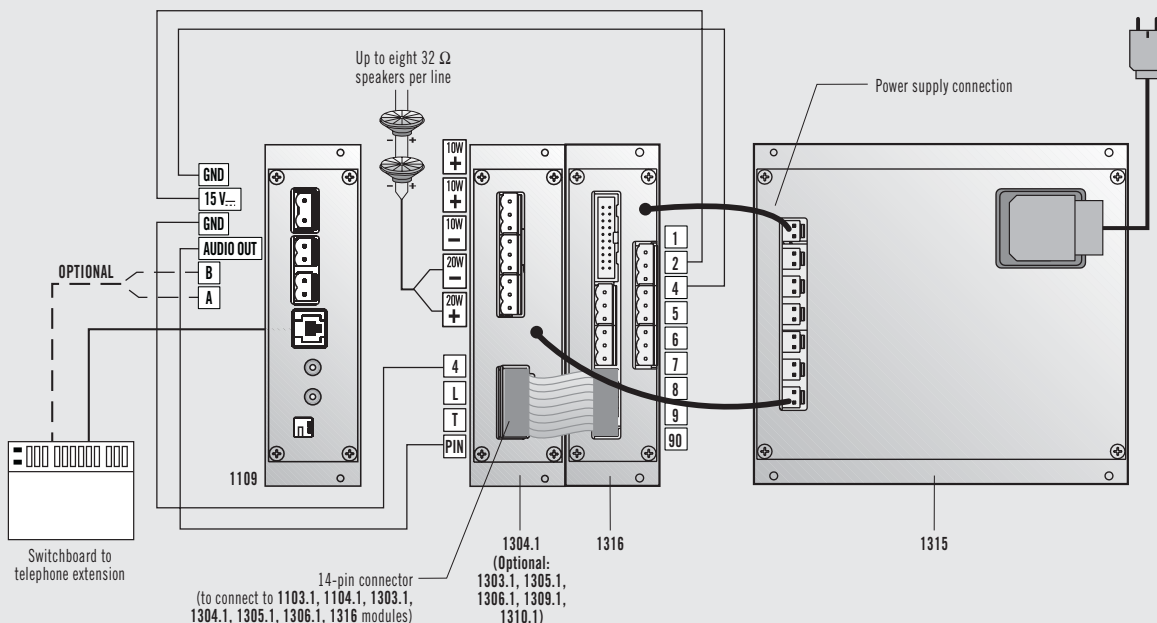 Up to eight 32 Ω
speakers per line
Power supply connection
GND
15 V⎓
GND
AUDIO OUT
B
A
OPTIONAL
10W
+
10W
+
10W
−
20W
−
20W
+
− +
− +
4
L
T
PIN
1
2
4
5
6
7
8
9
90
1109
Switchboard to
telephone extension
14-pin connector
(to connect to 1103.1, 1104.1, 1303.1,
1304.1, 1305.1, 1306.1, 1316 modules)
1304.1
(Optional:
1303.1, 1305.1,
1306.1, 1309.1,
1310.1)
1316
1315